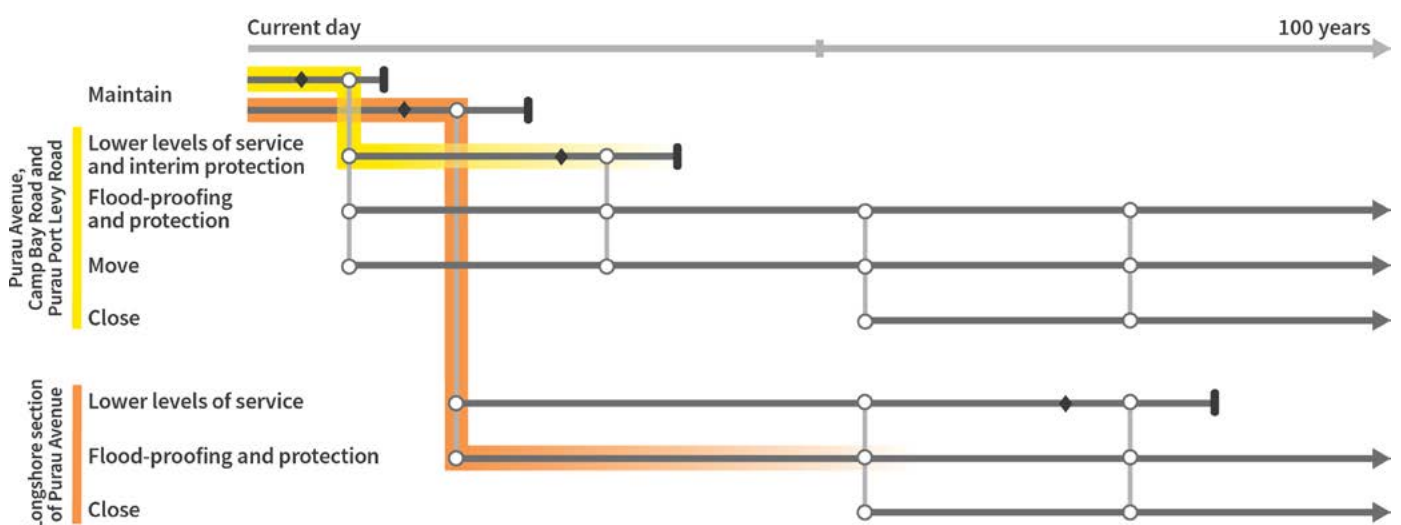 Current day
100 years
Maintain
Purau Avenue,
Camp Bay Road and
Purau Port Levy Road
Lower levels of service
and interim protection
Flood-proofing
and protection
Move
Close
ongshore section
of Purau Avenue
Lower levels of service
Flood-proofing and protection
Close